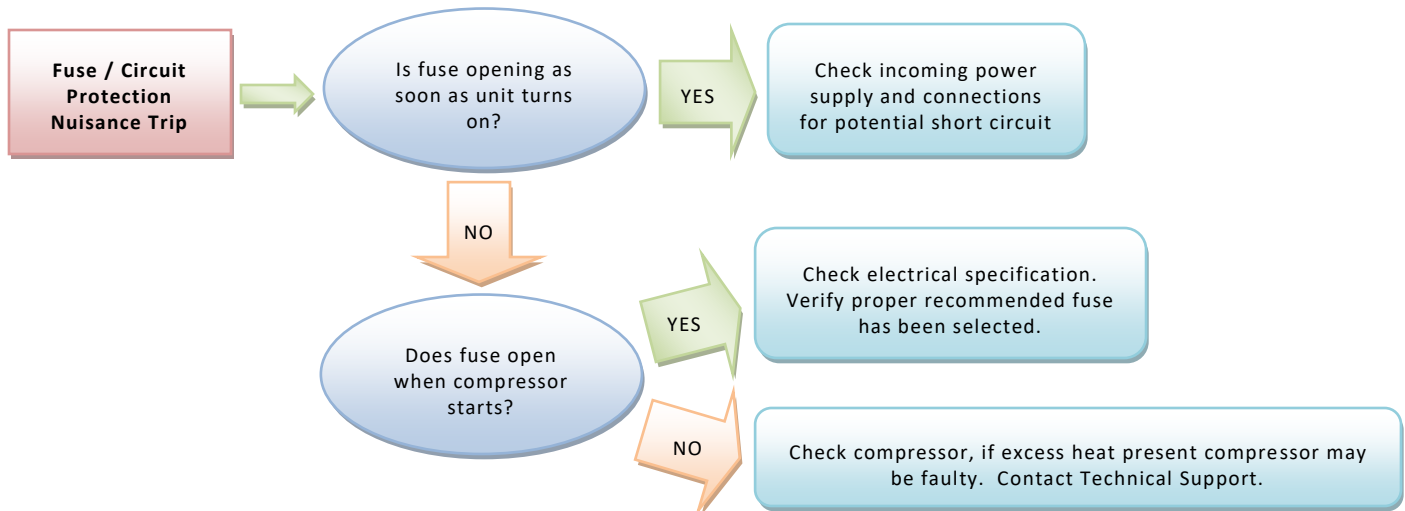 Fuse / Circuit
Protection
Nuisance Trip
Is fuse opening as
soon as unit turns
on?
YES
Check incoming power
supply and connections
for potential short circuit
NO
Does fuse open
when compressor
starts?
YES
Check electrical specification.
Verify proper recommended fuse
has been selected.
NO
Check compressor, if excess heat present compressor may
be faulty.  Contact Technical Support.